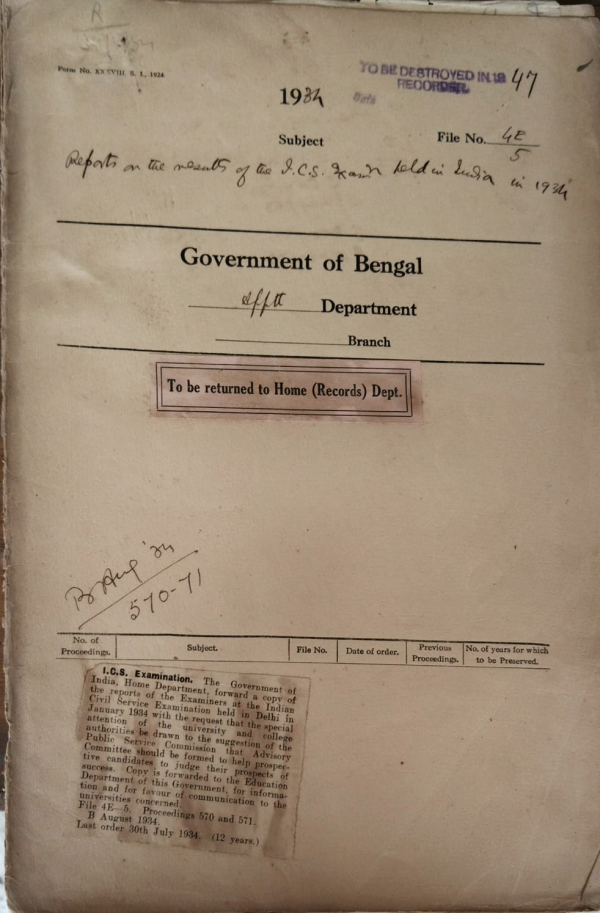 R
Form No. XXXVIII. S. I., 1934.
TO BE DESTROYED IN 19 47
RECORDER.
Date
1934
Subject
File No. 4E/5
Reports on the results of the I.C.S. Examn held in India in 1934
Government of Bengal
Apptt Department
Branch
To be returned to Home (Records) Dept.
B Aug '34
570-71
No. of Proceedings. Subject. File No. Date of order. Previous Proceedings. No. of years for which to be Preserved.
I.C.S. Examination. The Government of
India, Home Department, forward a copy of
the reports of the Examiners at the Indian
Civil Service Examination held in Delhi in
January 1934 with the request that the special
attention of the university and college
authorities be drawn to the suggestion of the
Public Service Commission that Advisory
Committee should be formed to help prospec-
tive candidates to judge their prospects of
success. Copy is forwarded to the Education
Department of this Government, for informa-
tion and for favour of communication to the
universities concerned.
File 4E—5. Proceedings 570 and 571.
B August 1934.
Last order 30th July 1934. (12 years.)